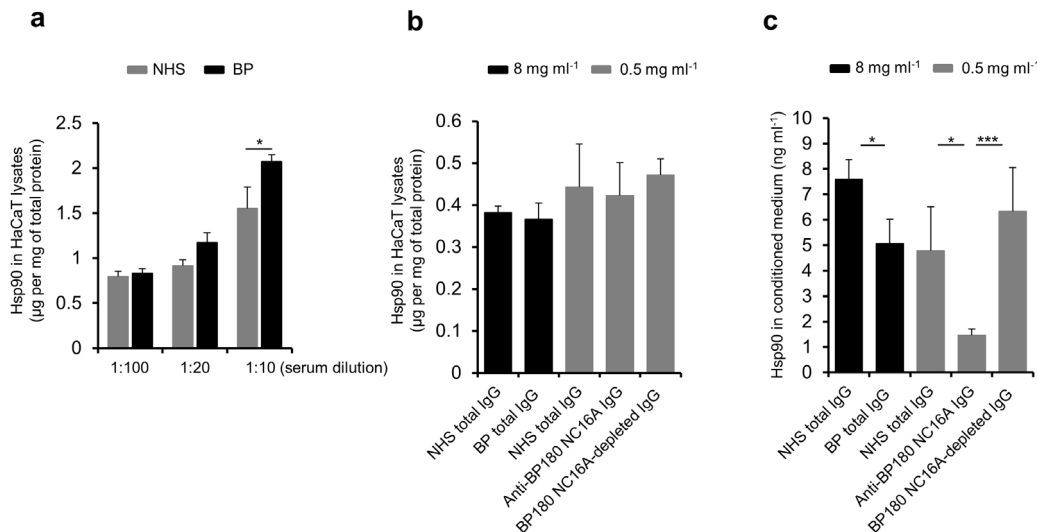 a
NHS BP
Hsp90 in HaCaT lysates
(µg per mg of total protein)
2.5
2
1.5
1
0.5
0
*
1:100 1:20 1:10 (serum dilution)
b
8 mg ml⁻¹ 0.5 mg ml⁻¹
Hsp90 in HaCaT lysates
(µg per mg of total protein)
0.6
0.5
0.4
0.3
0.2
0.1
0
NHS total IgG
BP total IgG
NHS total IgG
Anti-BP180 NC16A IgG
BP180 NC16A-depleted IgG
c
8 mg ml⁻¹ 0.5 mg ml⁻¹
Hsp90 in conditioned medium (ng ml⁻¹)
10
9
8
7
6
5
4
3
2
1
0
* * ***
NHS total IgG
BP total IgG
NHS total IgG
Anti-BP180 NC16A IgG
BP180 NC16A-depleted IgG